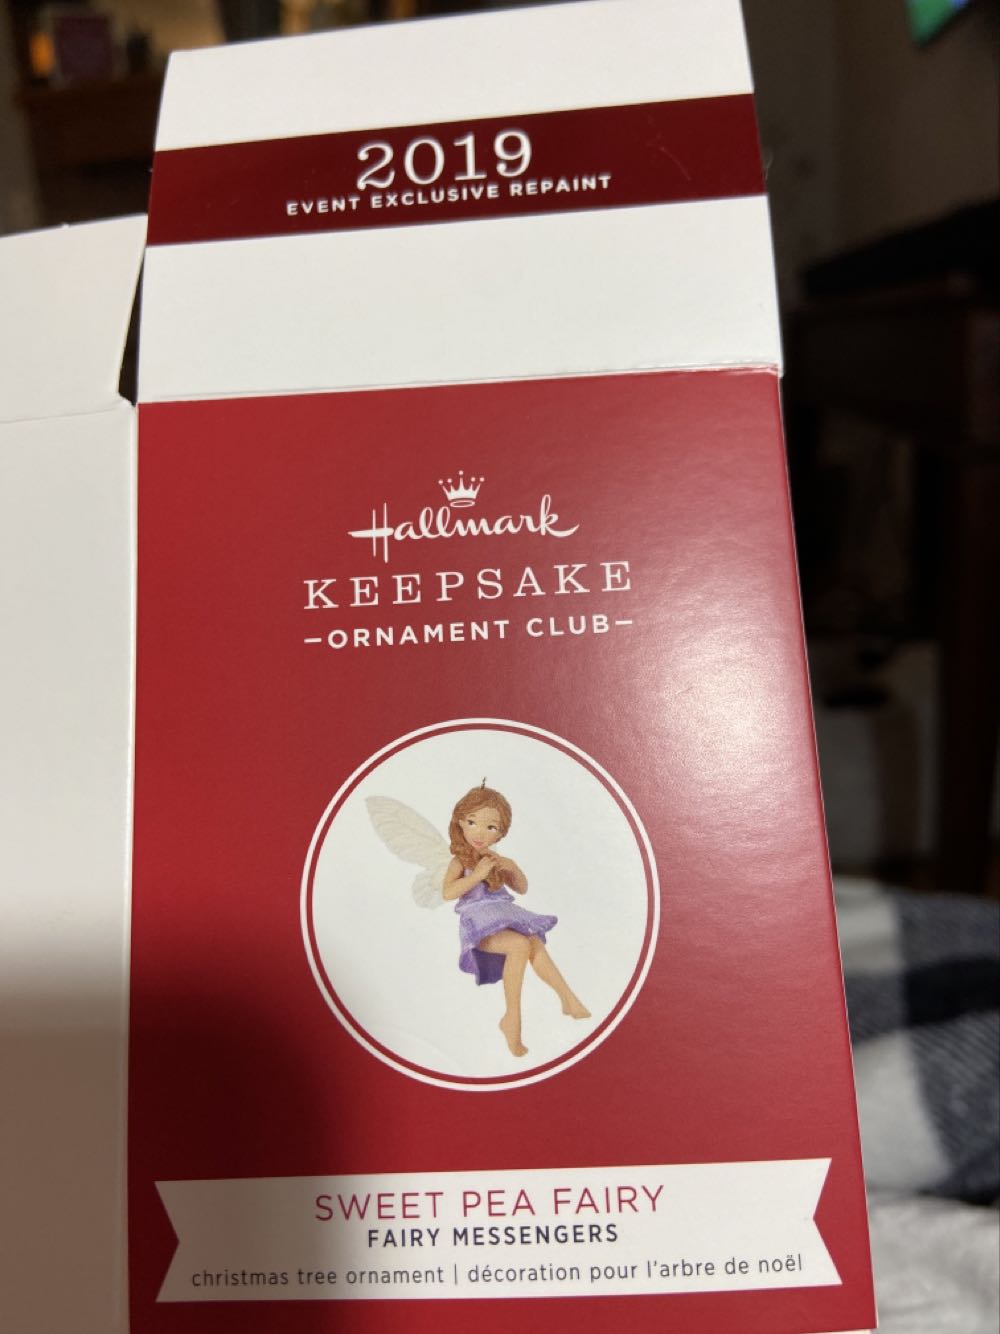 2019
EVENT EXCLUSIVE REPAINT
Hallmark
KEEPSAKE
–ORNAMENT CLUB–
SWEET PEA FAIRY
FAIRY MESSENGERS
christmas tree ornament | décoration pour l'arbre de noël